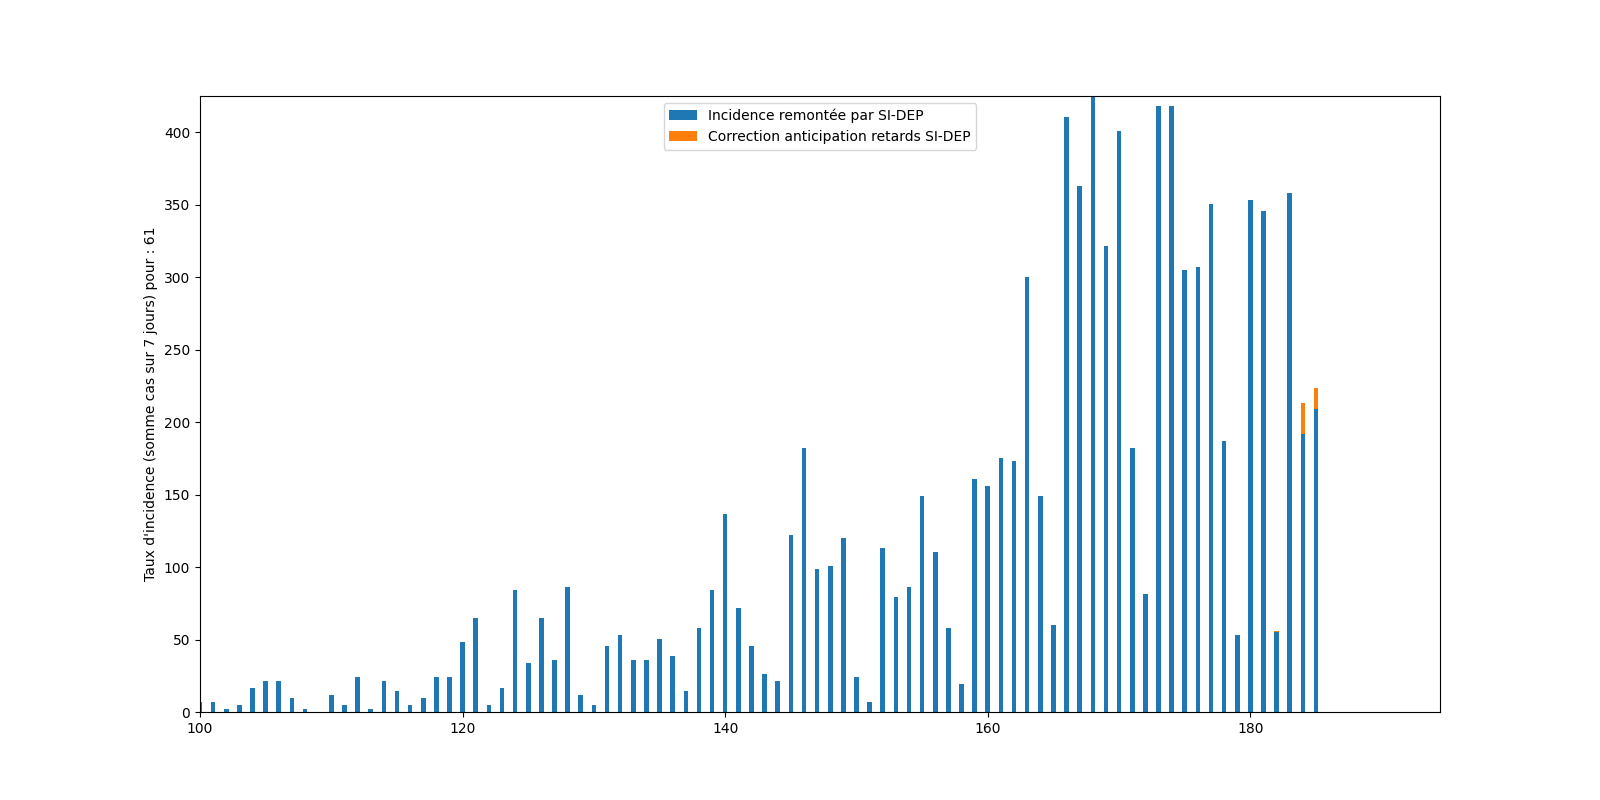 Incidence remontée par SI-DEP
Correction anticipation retards SI-DEP
Taux d'incidence (somme cas sur 7 jours) pour : 61
400
350
300
250
200
150
100
50
0
100 120 140 160 180